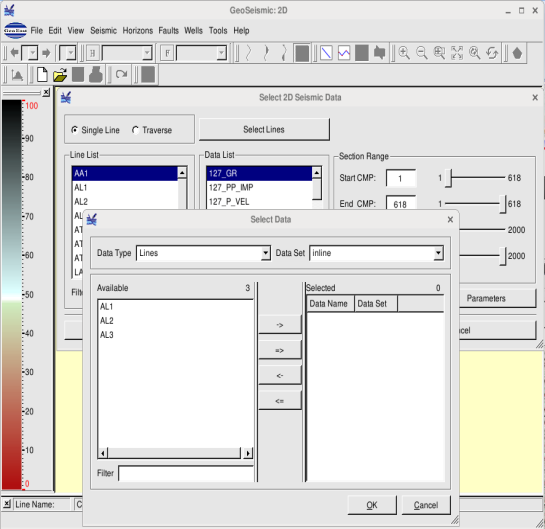 GeoSeismic: 2D
Geo East File Edit View Seismic Horizons Faults Wells Tools Help
H F
x
100
90
80
70
60
50
40
30
20
10
0
Select 2D Seismic Data
Single Line Traverse Select Lines
Line List
AA1
AL1
AL2
AL
AT
AT
AT
LA
Data List
127_GR
127_PP_IMP
127_P_VEL
Section Range
Start CMP: 1 1 618
End CMP: 618 1 618
2000
2000
Filt
Parameters
cel
Select Data
Data Type Lines Data Set inline
Available 3
AL1
AL2
AL3
Filter
->
=>
<-
<=
Selected 0
Data Name Data Set
OK Cancel
x Line Name: C